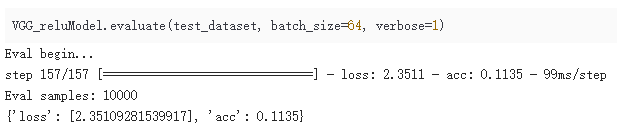 VGG_reluModel.evaluate(test_dataset, batch_size=64, verbose=1)
Eval begin...
step 157/157 [==============================] - loss: 2.3511 - acc: 0.1135 - 99ms/step
Eval samples: 10000
{'loss': [2.35109281539917], 'acc': 0.1135}